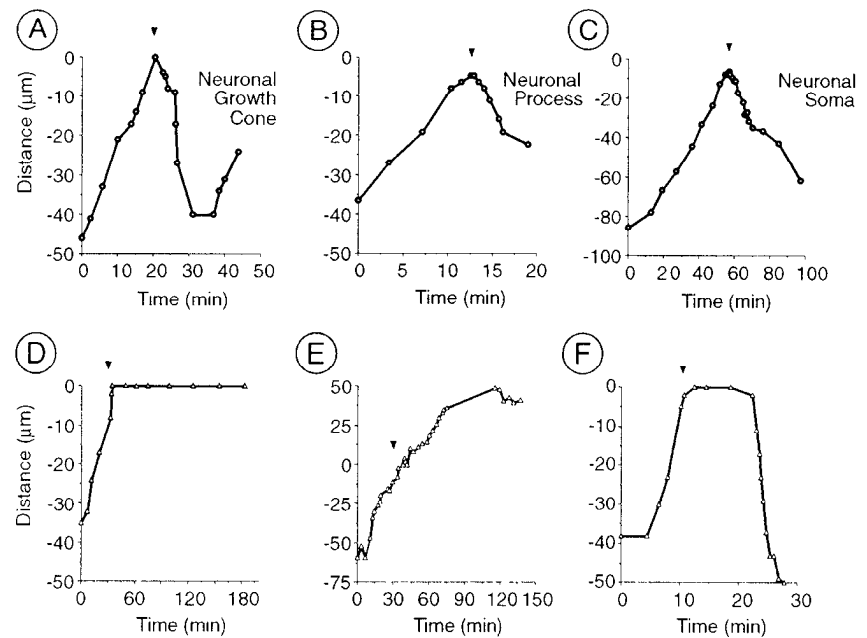 A
B
C
Distance (μm)
0
-10
-20
-30
-40
-50
0 10 20 30 40 50
Time (min)
Neuronal
Growth
Cone
0
-10
-20
-30
-40
-50
0 5 10 15 20
Time (min)
Neuronal
Process
0
-20
-40
-60
-80
-100
0 20 40 60 80 100
Time (min)
Neuronal
Soma
D
E
F
Distance (μm)
0
-10
-20
-30
-40
-50
0 60 120 180
Time (min)
50
25
0
-25
-50
-75
0 30 60 90 120 150
Time (min)
0
-10
-20
-30
-40
-50
0 10 20 30
Time (min)